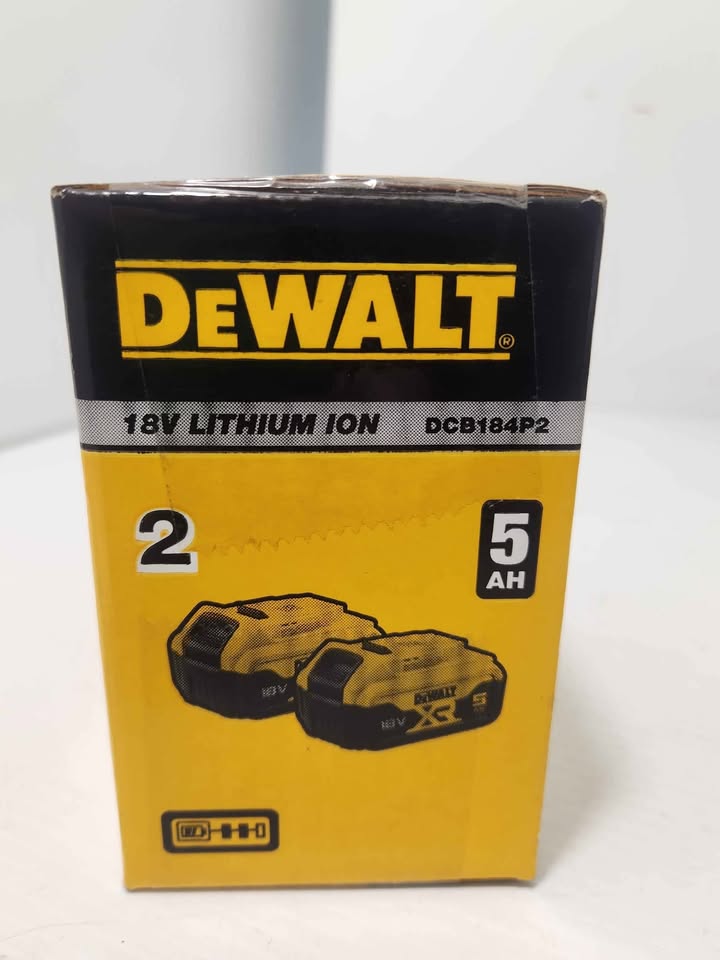 DEWALT®
18V LITHIUM ION DCB184P2
2
5
AH
18V
DEWALT
XR
18V
5